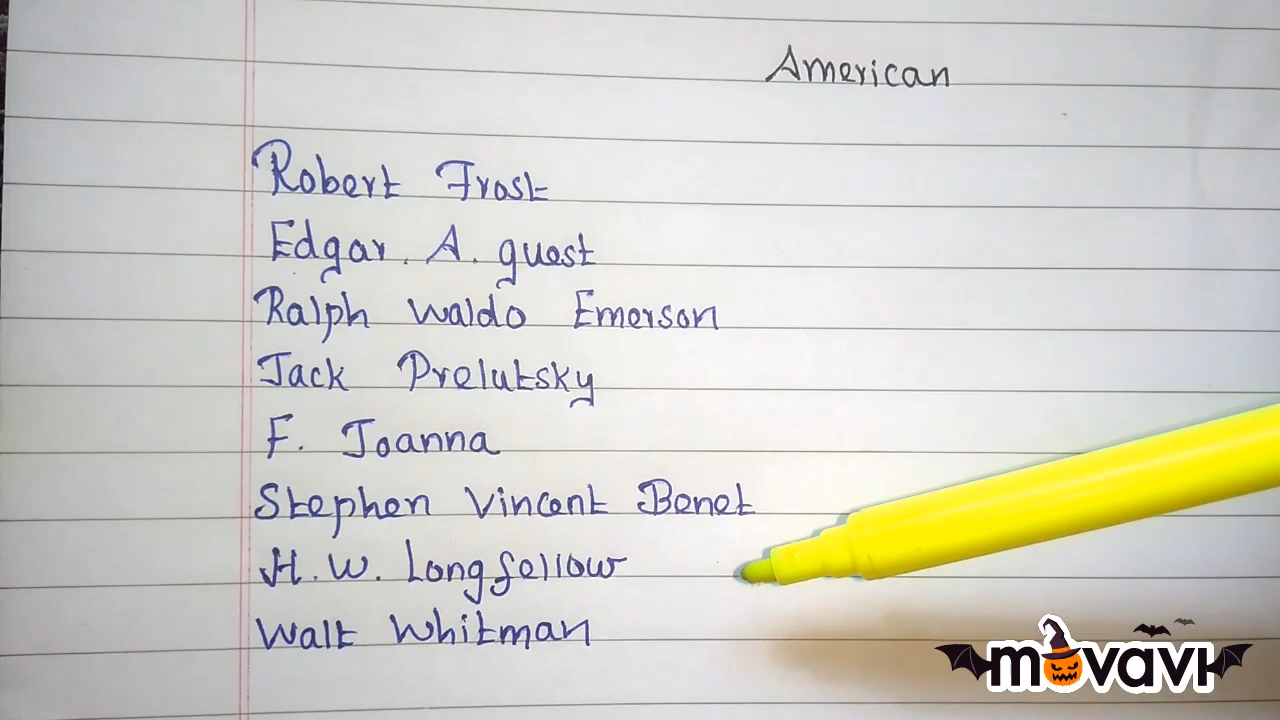 American
Robert Frost
Edgar. A. guest
Ralph Waldo Emerson
Jack Prelutsky
F. Joanna
Stephen Vincent Benet
H. W. Longfellow
Walt Whitman
movavi